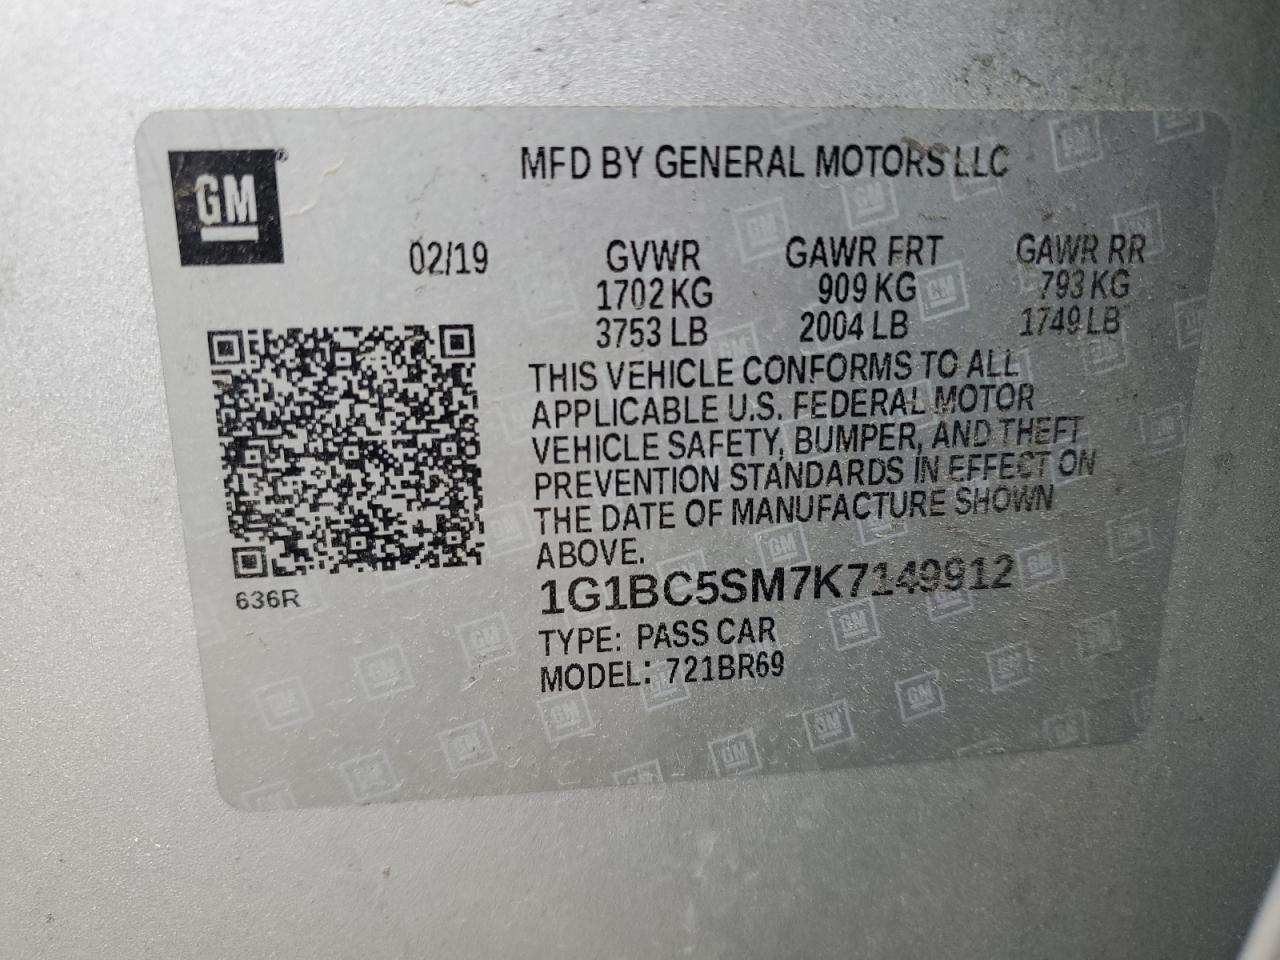 GM
MFD BY GENERAL MOTORS LLC
02/19 GVWR GAWR FRT GAWR RR
1702 KG 909 KG 793 KG
3753 LB 2004 LB 1749 LB
THIS VEHICLE CONFORMS TO ALL
APPLICABLE U.S. FEDERAL MOTOR
VEHICLE SAFETY, BUMPER, AND THEFT
PREVENTION STANDARDS IN EFFECT ON
THE DATE OF MANUFACTURE SHOWN
ABOVE.
636R
1G1BC5SM7K7149912
TYPE: PASS CAR
MODEL: 721BR69